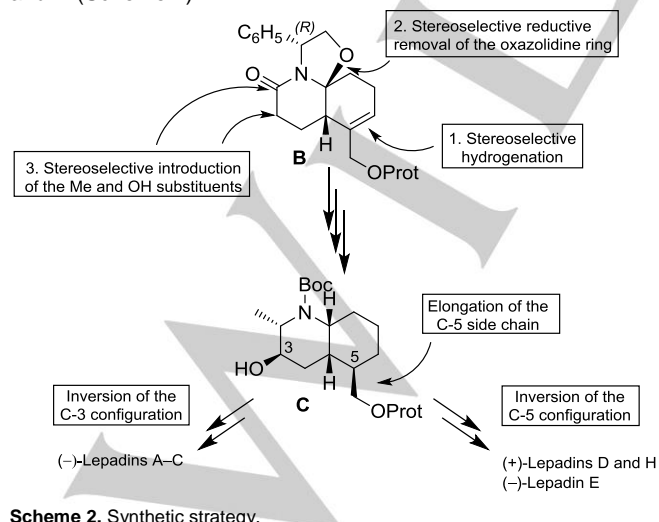 C6H5
(R)
O
N
O
H
B
OProt
2. Stereoselective reductive
removal of the oxazolidine ring
1. Stereoselective
hydrogenation
3. Stereoselective introduction
of the Me and OH substituents
Boc
N
H
3
5
HO
H
C
OProt
Elongation of the
C-5 side chain
Inversion of the
C-3 configuration
Inversion of the
C-5 configuration
(−)-Lepadins A–C
(+)-Lepadins D and H
(−)-Lepadin E
Scheme 2. Synthetic strategy.